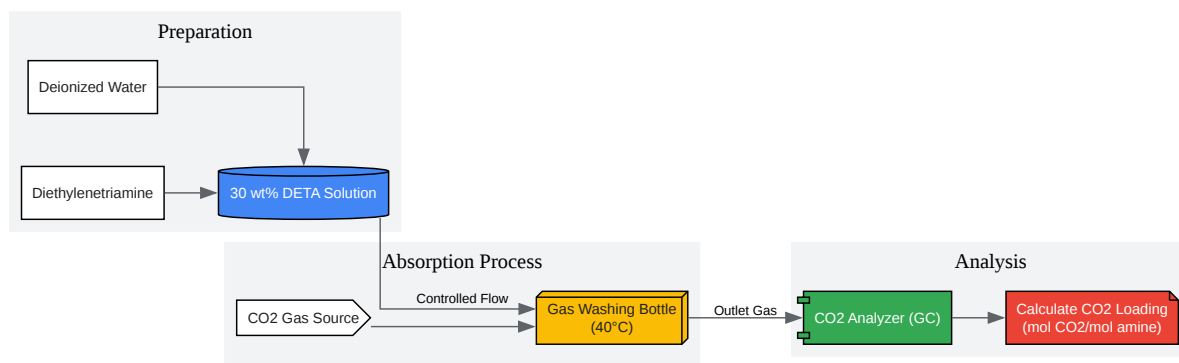 Preparation
Deionized Water
Diethylenetriamine
30 wt% DETA Solution
Absorption Process
CO2 Gas Source
Controlled Flow
Gas Washing Bottle
(40°C)
Outlet Gas
Analysis
CO2 Analyzer (GC)
Calculate CO2 Loading
(mol CO2/mol amine)